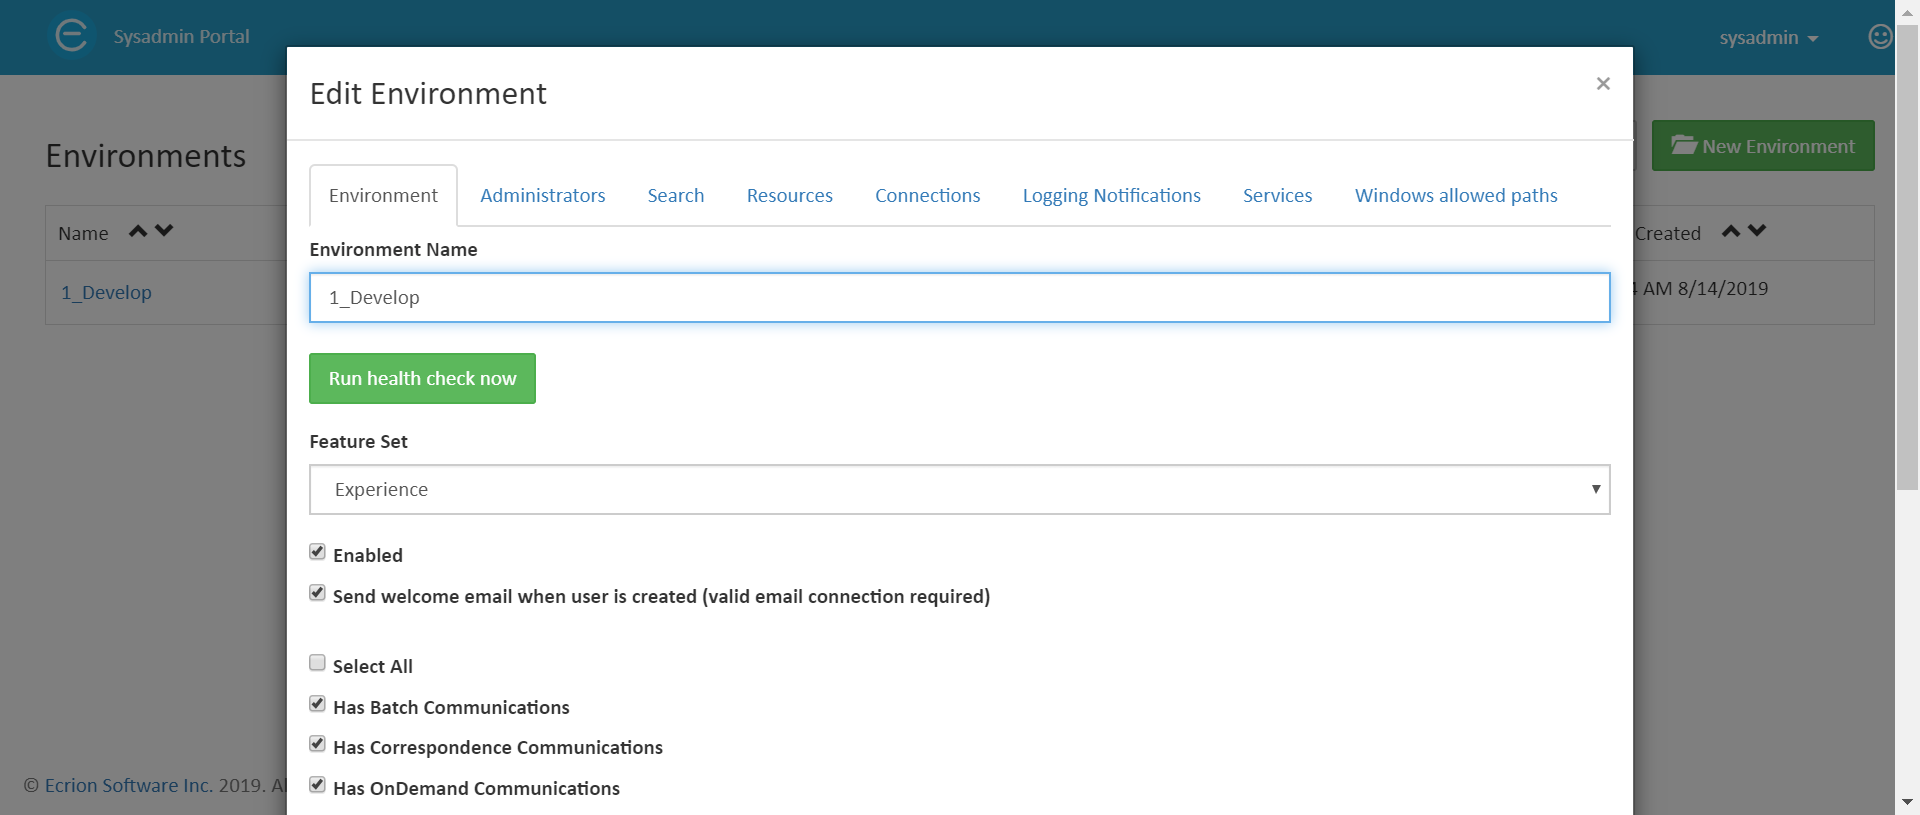 Sysadmin Portal
sysadmin
Edit Environment
×
Environments
New Environment
Environment Administrators Search Resources Connections Logging Notifications Services Windows allowed paths
Name
Created
Environment Name
1_Develop
1_Develop
AM 8/14/2019
Run health check now
Feature Set
Experience
Enabled
Send welcome email when user is created (valid email connection required)
Select All
Has Batch Communications
Has Correspondence Communications
Has OnDemand Communications
© Ecrion Software Inc. 2019.